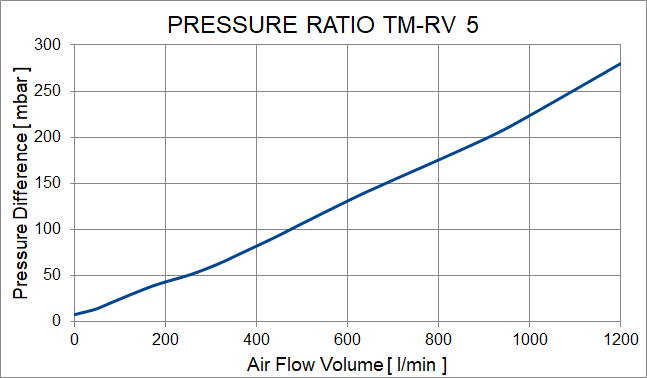 PRESSURE RATIO TM-RV 5
Pressure Difference [ mbar ]
300
250
200
150
100
50
0
0 200 400 600 800 1000 1200
Air Flow Volume [ l/min ]